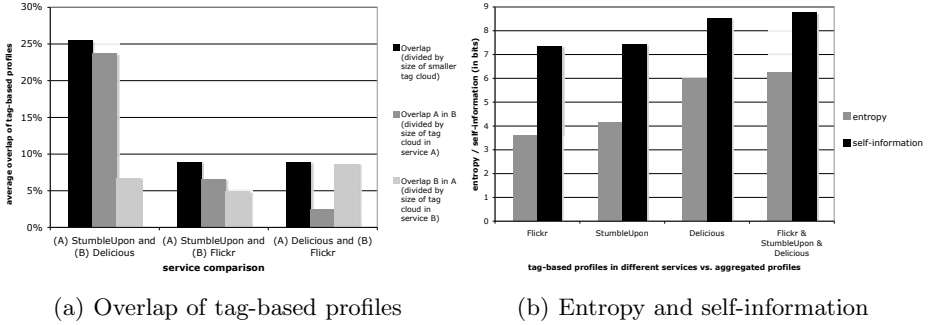 30%
25%
20%
15%
10%
5%
0%
average overlap of tag-based profiles
(A) StumbleUpon and
(B) Delicious
(A) StumbleUpon and
(B) Flickr
(A) Delicious and (B)
Flickr
service comparison
Overlap
(divided by
size of smaller
tag cloud)
Overlap A in B
(divided by
size of tag
cloud in
service A)
Overlap B in A
(divided by
size of tag
cloud in
service B)
(a) Overlap of tag-based profiles
9
8
7
6
5
4
3
2
1
0
entropy / self-information (in bits)
Flickr
StumbleUpon
Delicious
Flickr &
StumbleUpon &
Delicious
tag-based profiles in different services vs. aggregated profiles
entropy
self-information
(b) Entropy and self-information